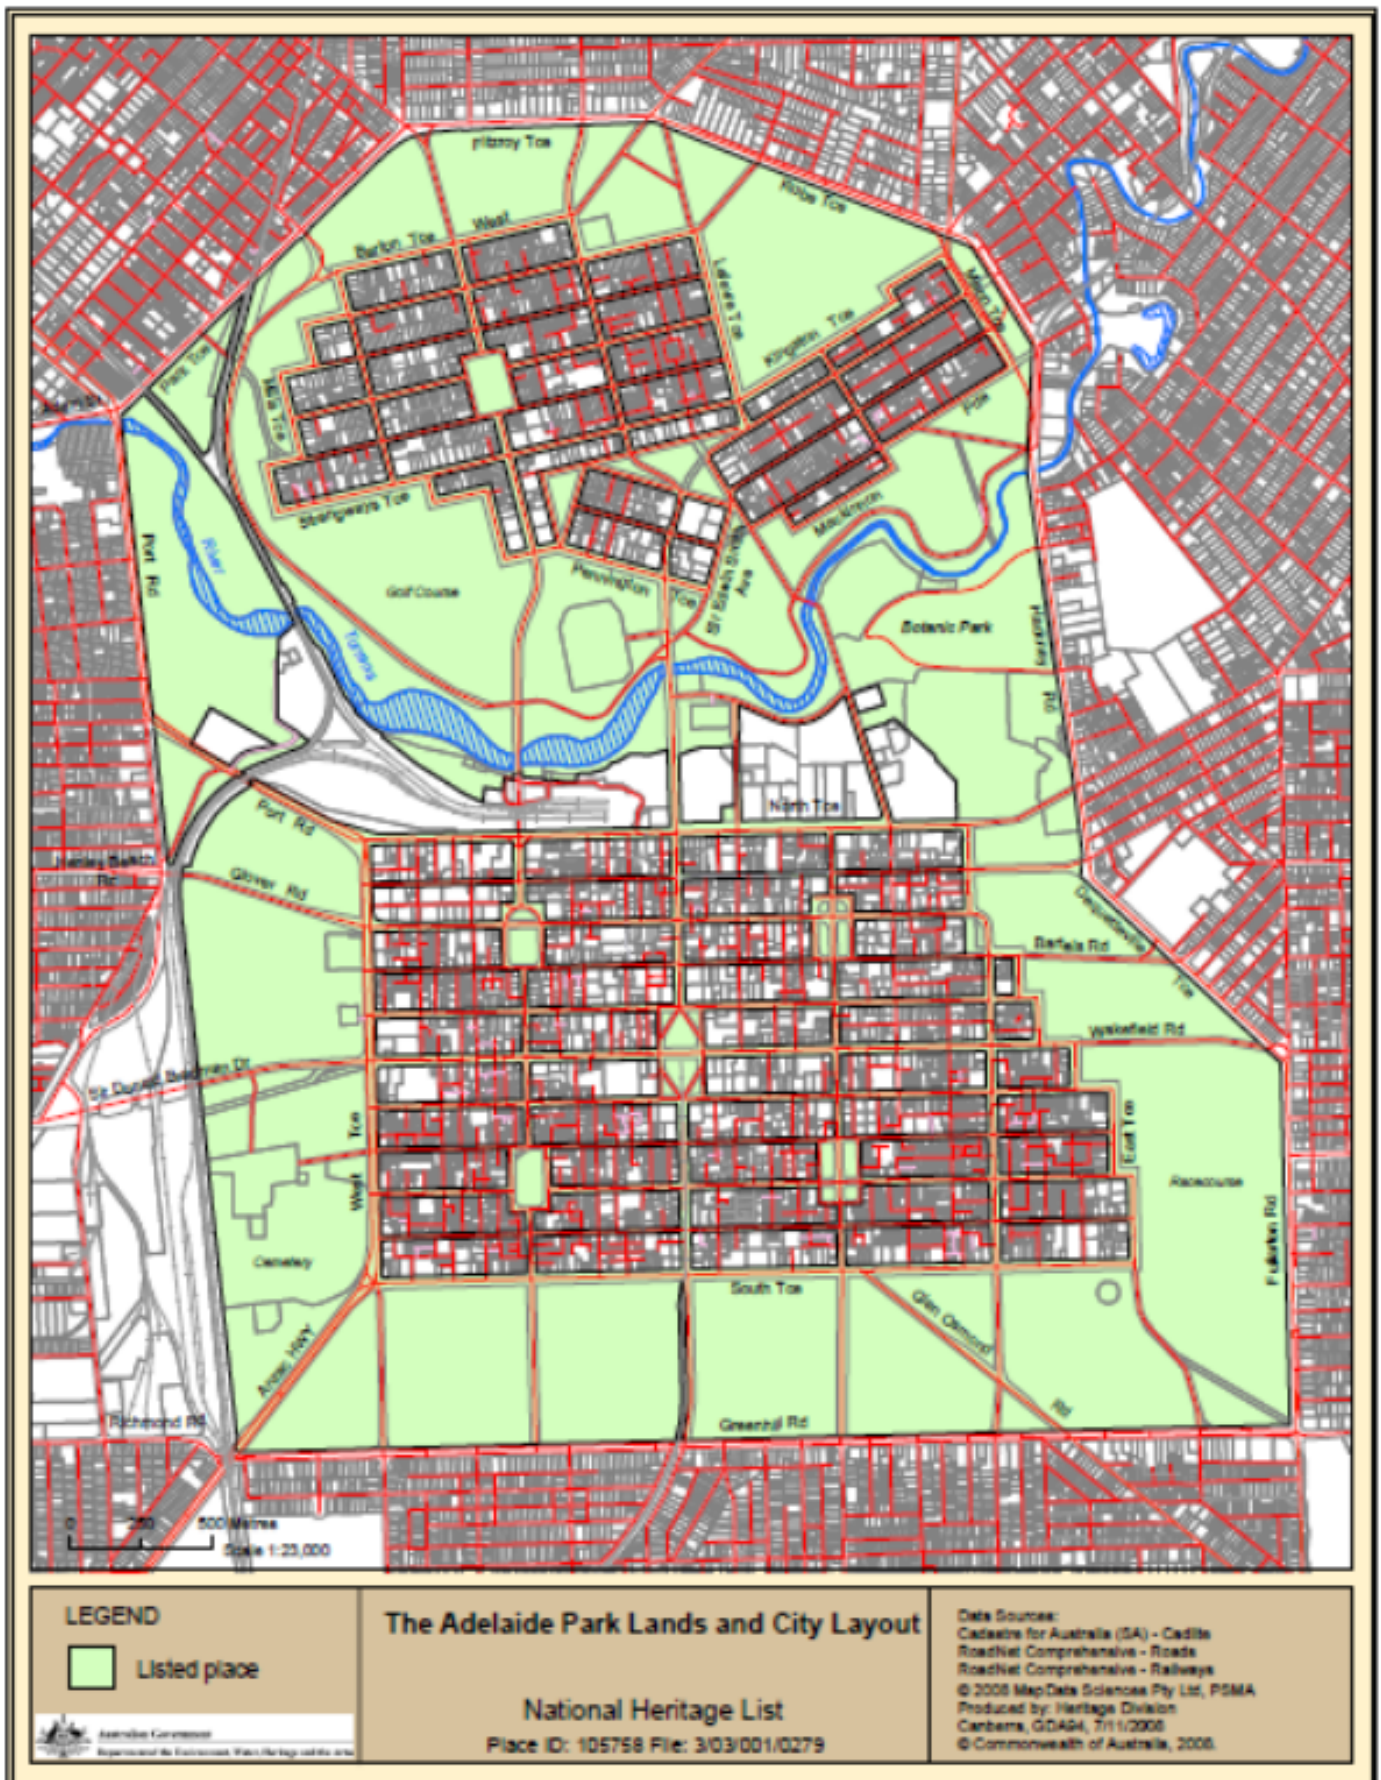 Fitzroy Tce
Robe Tce
West
Barton Tce
Lefevre Tce
Mann Tce
Kingston Tce
Park Tce
Mills Tce
Pde
Strangways Tce
MacKinnon
Port Rd
River
Torrens
Golf Course
Pennington Tce
Sir Edwin Smith
Ave
Botanic Park
Hackney
Rd
North Tce
Port Rd
Glover Rd
Henley Beach
Rd
Dequetteville
Tce
Bartels Rd
Wakefield Rd
Sir Donald Bradman Dr
West Tce
East Tce
Racecourse
Fullarton Rd
Cemetery
South Tce
Glen Osmond
Rd
Anzac HWY
Richmond Rd
Greenhill Rd
0 250 500 Metres
Scale 1:23,000
LEGEND
Listed place
Australian Government
The Adelaide Park Lands and City Layout
National Heritage List
Place ID: 105758 File: 3/03/001/0279
Data Sources:
Cadastre for Australia (SA) - Cadlite
RoadNet Comprehensive - Roads
RoadNet Comprehensive - Railways
© 2008 MapData Sciences Pty Ltd, PSMA
Produced by: Heritage Division
Canberra, GDA94, 7/11/2008
© Commonwealth of Australia, 2008.